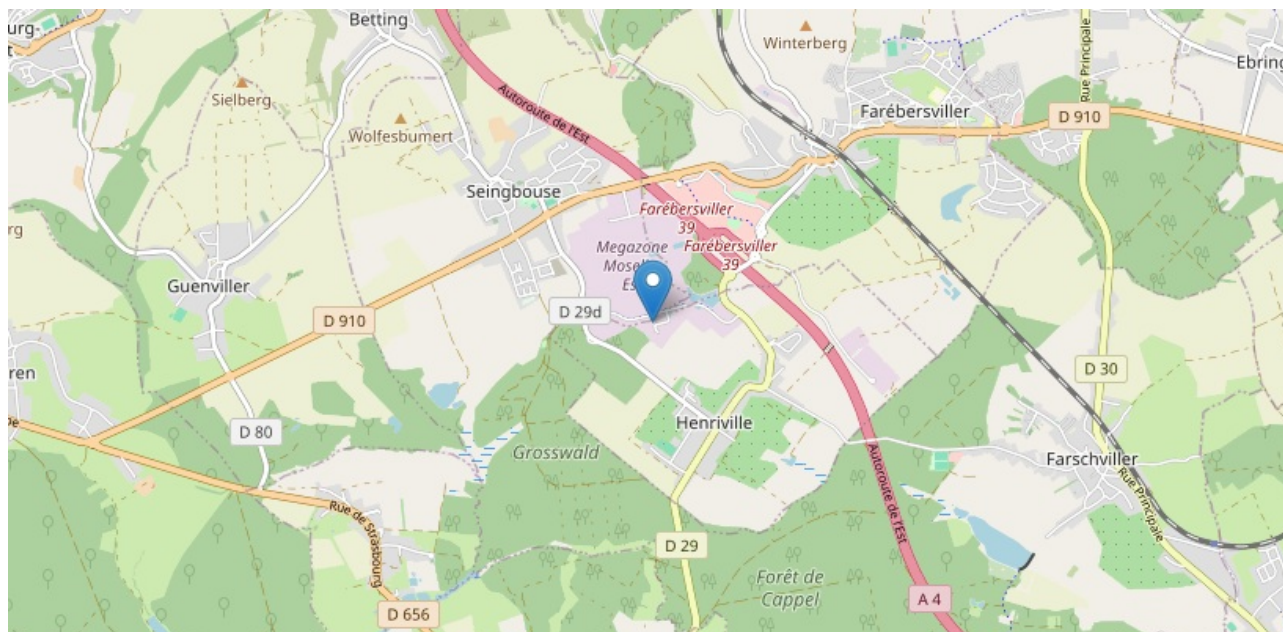 Betting
Winterberg
Sielberg
Wolfesbumert
Autoroute de l'Est
Farébersviller
Rue Principale
D 910
Seingbouse
Farébersviller
39
Farébersviller
39
Megazone
Guenviller
D 910
D 29d
D 80
D 30
Henriville
Grosswald
Farschviller
Autoroute de l'Est
Rue Principale
Rue de Strasbourg
D 29
Forêt de
Cappel
A 4
D 656